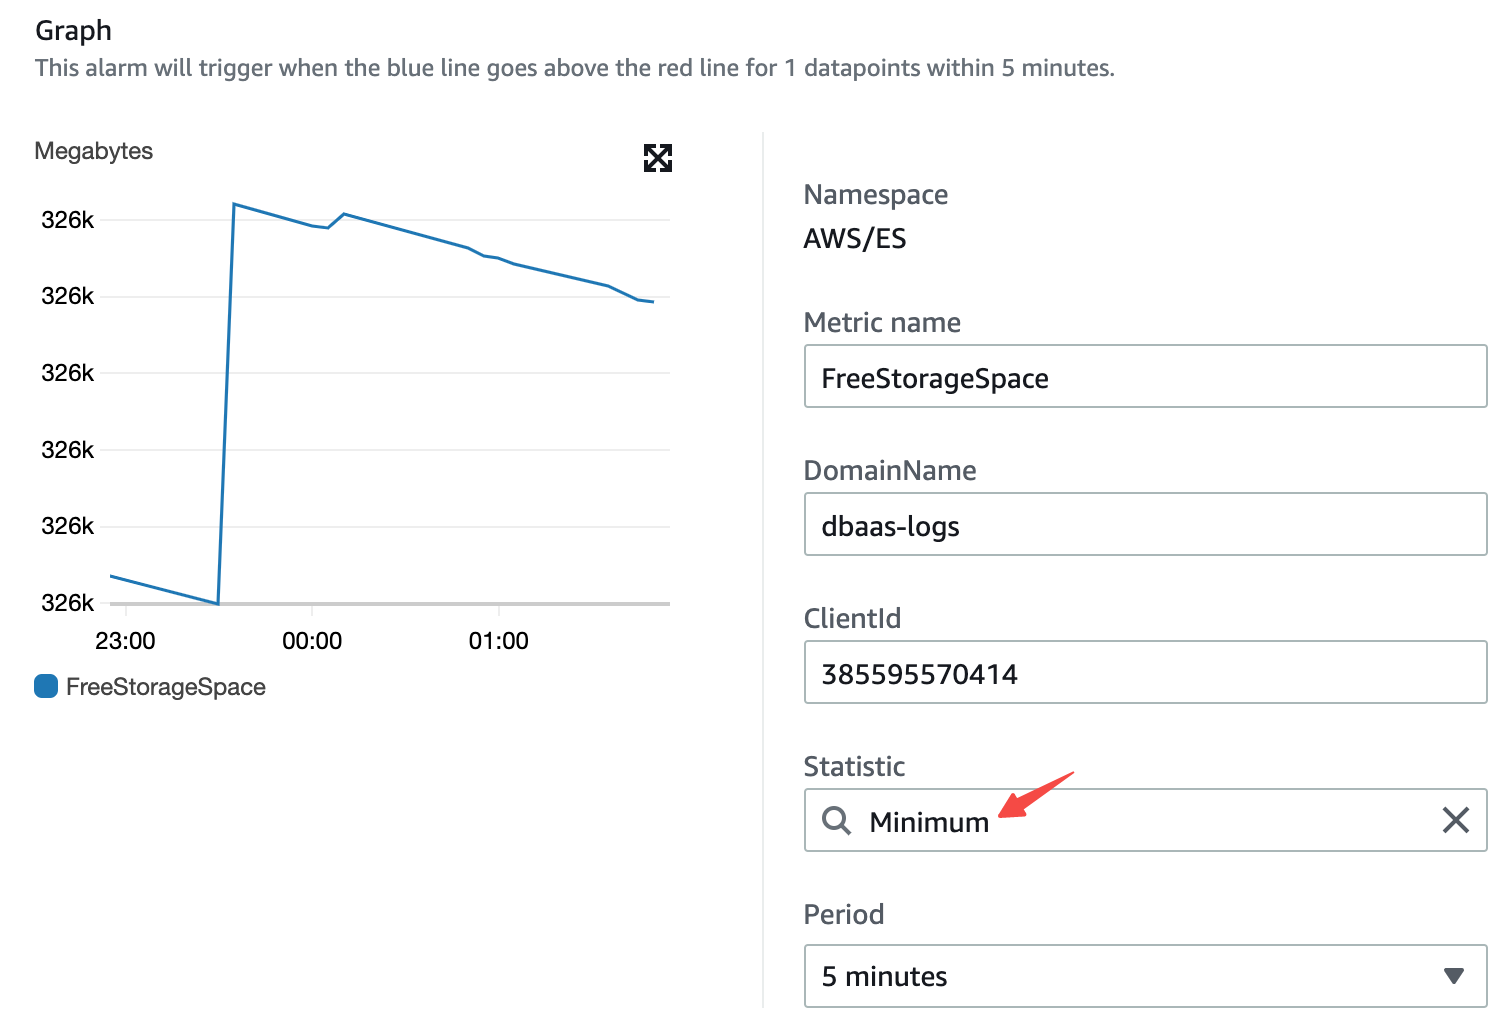 Graph
This alarm will trigger when the blue line goes above the red line for 1 datapoints within 5 minutes.
Megabytes
326k
326k
326k
326k
326k
326k
23:00
00:00
01:00
FreeStorageSpace
Namespace
AWS/ES
Metric name
FreeStorageSpace
DomainName
dbaas-logs
ClientId
385595570414
Statistic
Minimum
Period
5 minutes